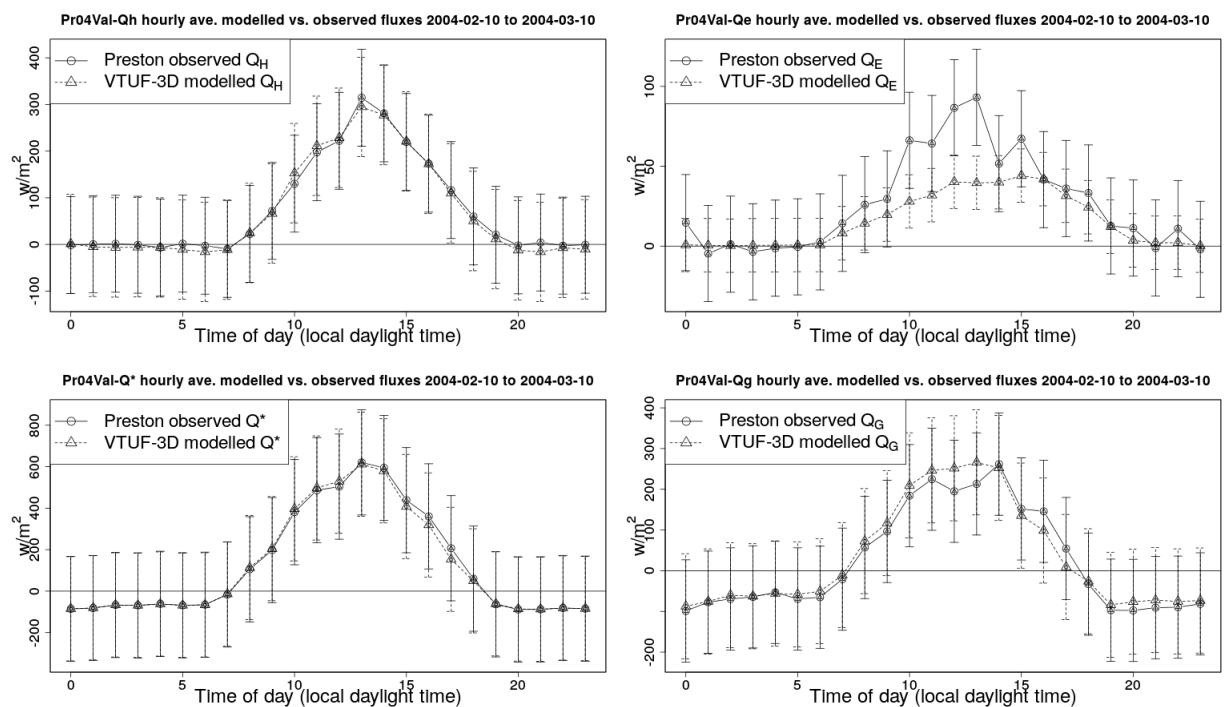 Pr04Val-Qh hourly ave. modelled vs. observed fluxes 2004-02-10 to 2004-03-10
Preston observed QH
VTUF-3D modelled QH
w/m2
400
300
200
100
0
-100
0 5 10 15 20
Time of day (local daylight time)
Pr04Val-Qe hourly ave. modelled vs. observed fluxes 2004-02-10 to 2004-03-10
Preston observed QE
VTUF-3D modelled QE
w/m2
100
50
0
0 5 10 15 20
Time of day (local daylight time)
Pr04Val-Q* hourly ave. modelled vs. observed fluxes 2004-02-10 to 2004-03-10
Preston observed Q*
VTUF-3D modelled Q*
w/m2
800
600
400
200
0
-200
0 5 10 15 20
Time of day (local daylight time)
Pr04Val-Qg hourly ave. modelled vs. observed fluxes 2004-02-10 to 2004-03-10
Preston observed QG
VTUF-3D modelled QG
w/m2
400
300
200
100
0
-200
0 5 10 15 20
Time of day (local daylight time)